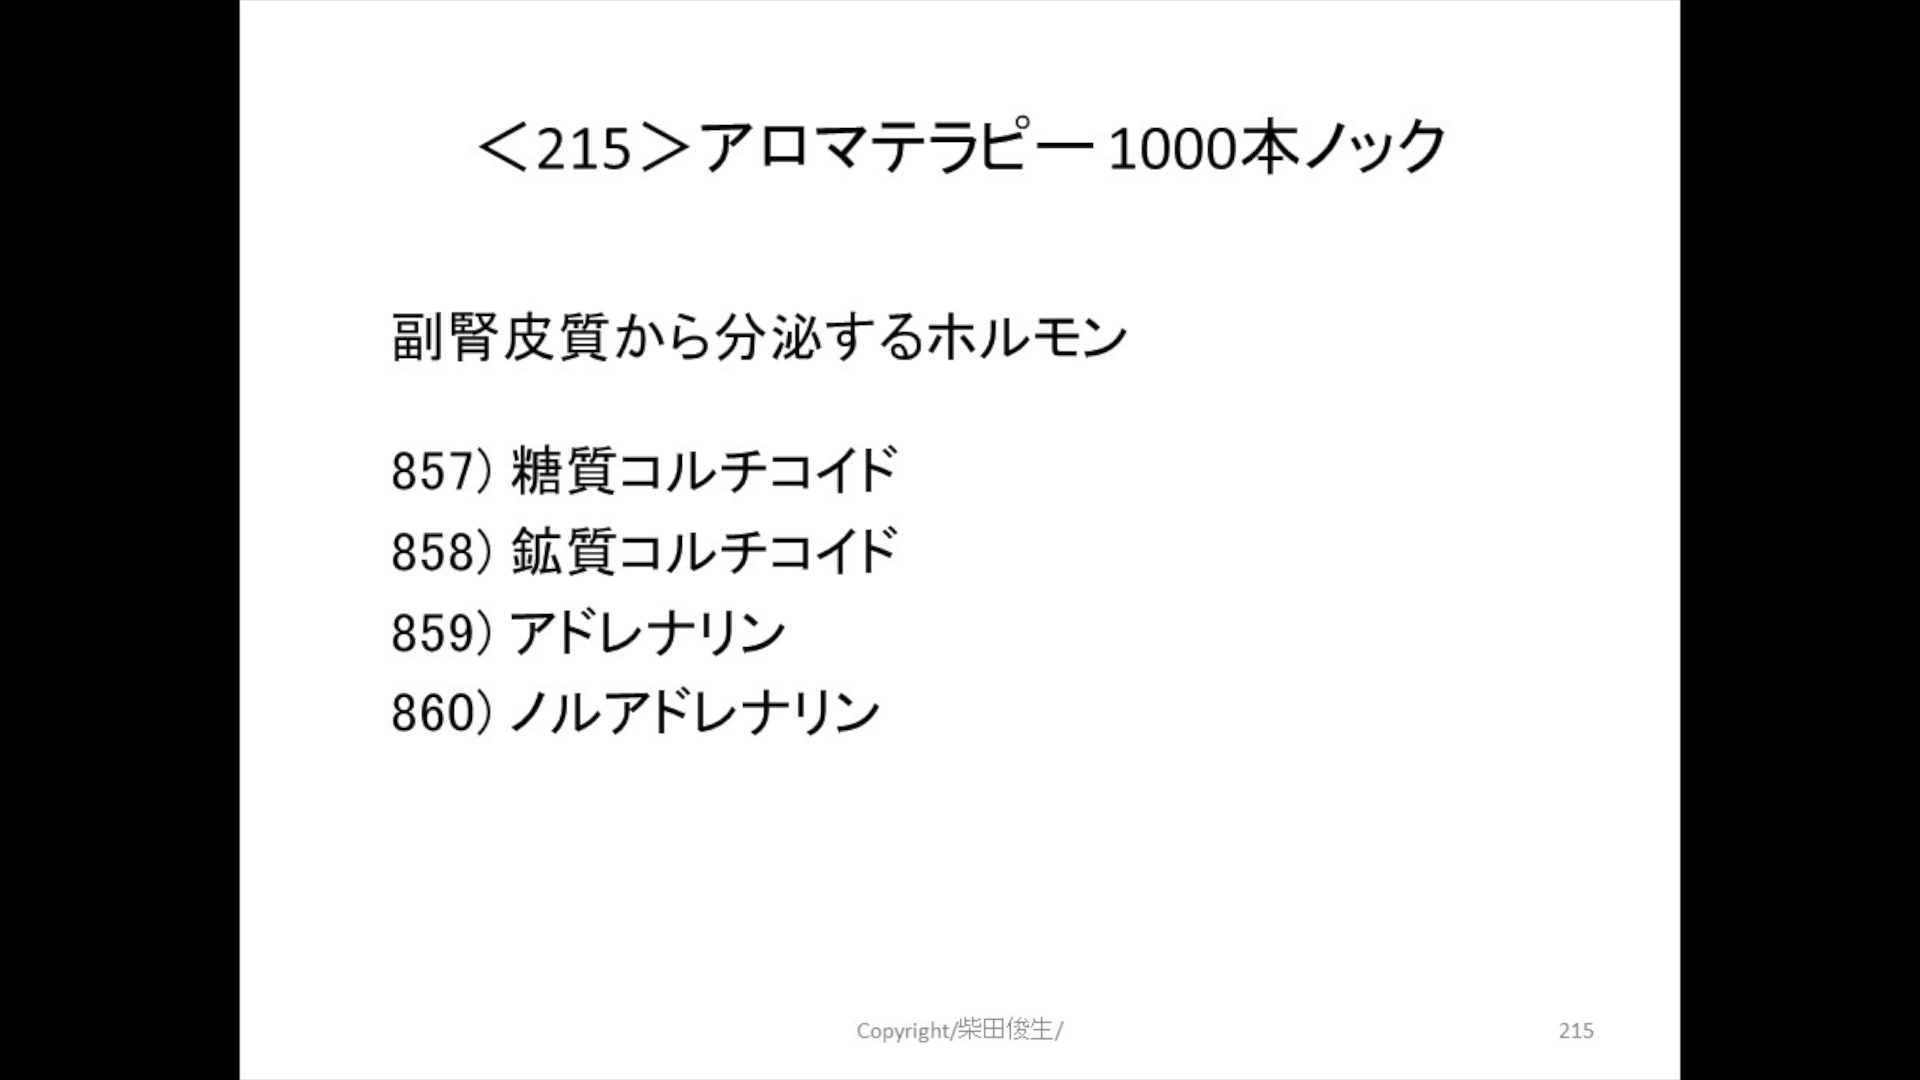 ＜215＞アロマテラピー1000本ノック
副腎皮質から分泌するホルモン
857) 糖質コルチコイド
858) 鉱質コルチコイド
859) アドレナリン
860) ノルアドレナリン
Copyright/柴田俊生/
215